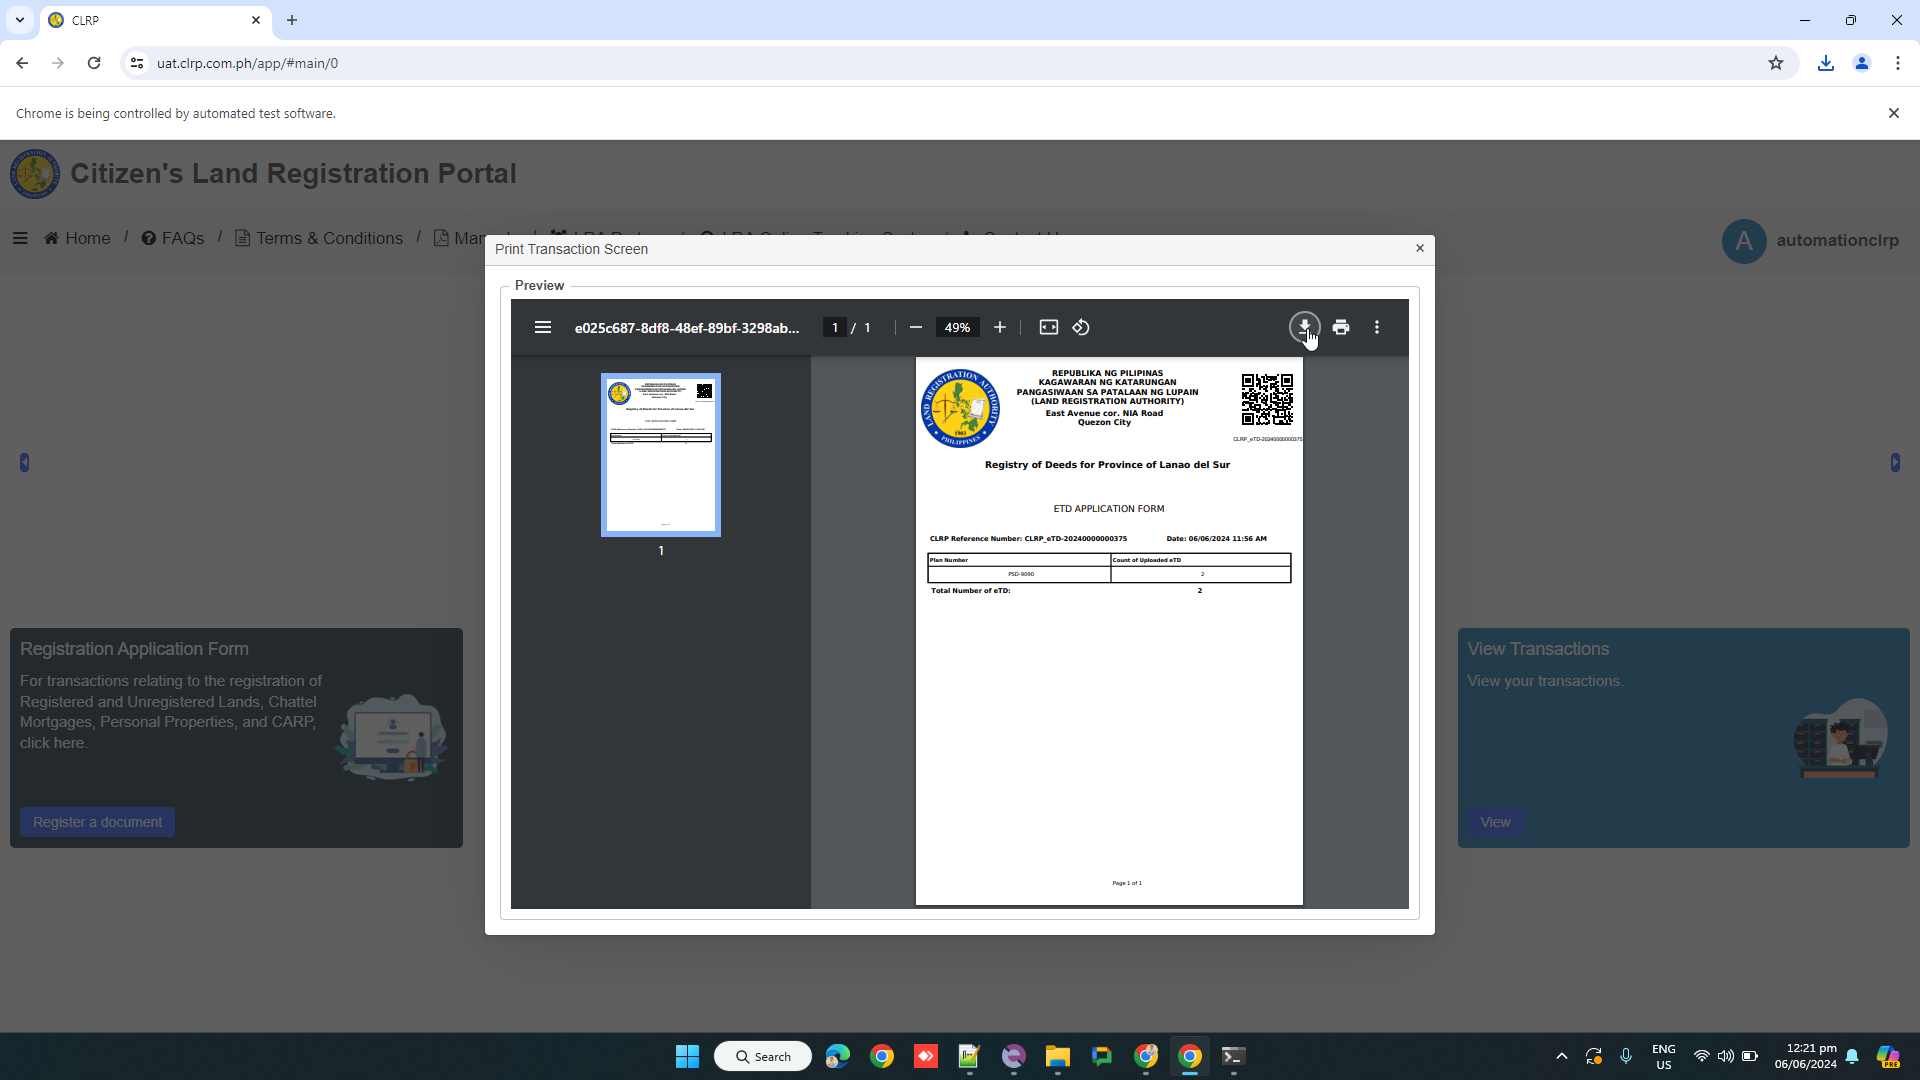 CLRP
uat.clrp.com.ph/app/#main/0
Chrome is being controlled by automated test software.
Citizen's Land Registration Portal
Home / FAQs / Terms & Conditions /
A automationclrp
Print Transaction Screen
Preview
e025c687-8df8-48ef-89bf-3298ab... 1 / 1 49%
1
LAND REGISTRATION AUTHORITY
PHILIPPINES
REPUBLIKA NG PILIPINAS
KAGAWARAN NG KATARUNGAN
PANGASIWAAN SA PATALAAN NG LUPAIN
(LAND REGISTRATION AUTHORITY)
East Avenue cor. NIA Road
Quezon City
CLRP_eTD-20240000000375
Registry of Deeds for Province of Lanao del Sur
ETD APPLICATION FORM
CLRP Reference Number: CLRP_eTD-20240000000375 Date: 06/06/2024 11:56 AM
Plan Number Count of Uploaded eTD
PSD-9090 2
Total Number of eTD: 2
Page 1 of 1
Registration Application Form
For transactions relating to the registration of
Registered and Unregistered Lands, Chattel
Mortgages, Personal Properties, and CARP,
click here.
Register a document
View Transactions
View your transactions.
View
Search
ENG
US
12:21 pm
06/06/2024
PRE